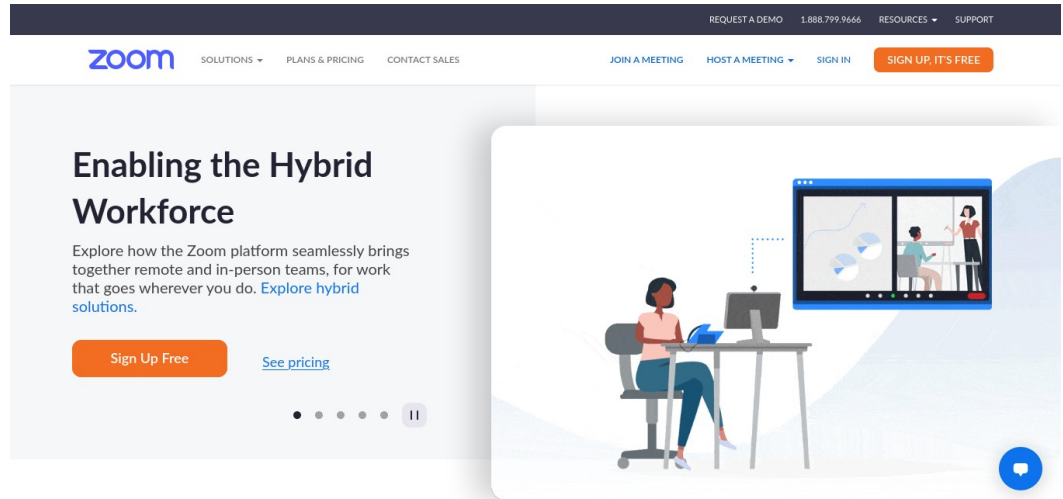 REQUEST A DEMO 1.888.799.9666 RESOURCES SUPPORT
zoom SOLUTIONS PLANS & PRICING CONTACT SALES JOIN A MEETING HOST A MEETING SIGN IN SIGN UP, IT'S FREE
Enabling the Hybrid
Workforce
Explore how the Zoom platform seamlessly brings
together remote and in-person teams, for work
that goes wherever you do. Explore hybrid
solutions.
Sign Up Free See pricing